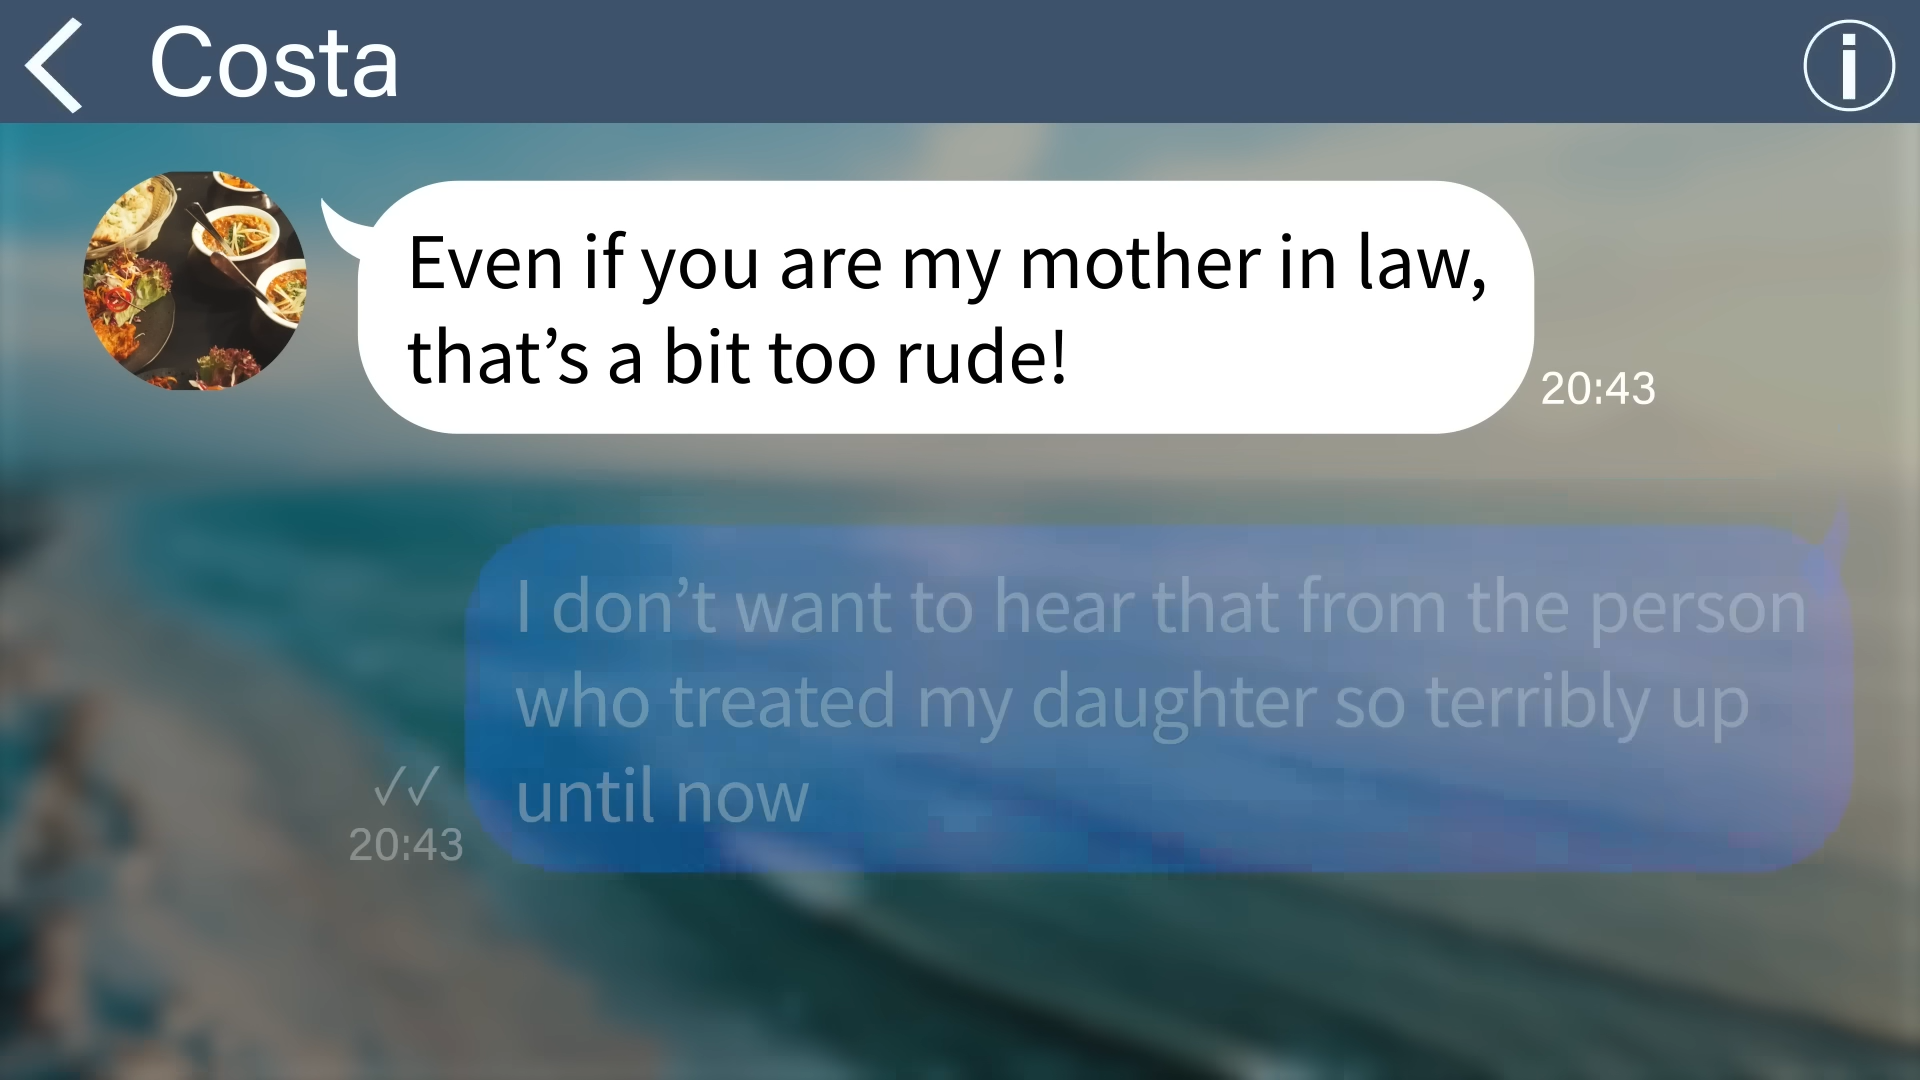 Costa
Even if you are my mother in law,
that’s a bit too rude!
20:43
I don’t want to hear that from the person
who treated my daughter so terribly up
until now
20:43